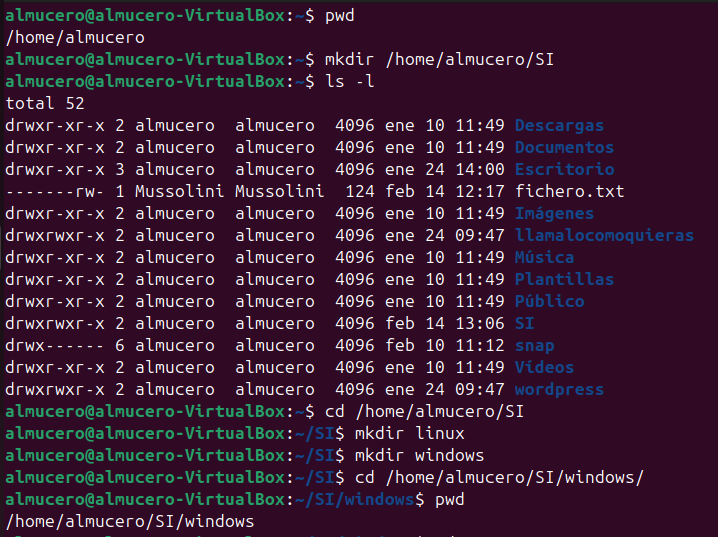 almucero@almucero-VirtualBox:~$ pwd
/home/almucero
almucero@almucero-VirtualBox:~$ mkdir /home/almucero/SI
almucero@almucero-VirtualBox:~$ ls -l
total 52
drwxr-xr-x 2 almucero  almucero  4096 ene 10 11:49 Descargas
drwxr-xr-x 2 almucero  almucero  4096 ene 10 11:49 Documentos
drwxr-xr-x 3 almucero  almucero  4096 ene 24 14:00 Escritorio
-------rw- 1 Mussolini Mussolini  124 feb 14 12:17 fichero.txt
drwxr-xr-x 2 almucero  almucero  4096 ene 10 11:49 Imágenes
drwxrwxr-x 2 almucero  almucero  4096 ene 24 09:47 llamalocomoquieras
drwxr-xr-x 2 almucero  almucero  4096 ene 10 11:49 Música
drwxr-xr-x 2 almucero  almucero  4096 ene 10 11:49 Plantillas
drwxr-xr-x 2 almucero  almucero  4096 ene 10 11:49 Público
drwxrwxr-x 2 almucero  almucero  4096 feb 14 13:06 SI
drwx------ 6 almucero  almucero  4096 feb 10 11:12 snap
drwxr-xr-x 2 almucero  almucero  4096 ene 10 11:49 Vídeos
drwxrwxr-x 2 almucero  almucero  4096 ene 24 09:47 wordpress
almucero@almucero-VirtualBox:~$ cd /home/almucero/SI
almucero@almucero-VirtualBox:~/SI$ mkdir linux
almucero@almucero-VirtualBox:~/SI$ mkdir windows
almucero@almucero-VirtualBox:~/SI$ cd /home/almucero/SI/windows/
almucero@almucero-VirtualBox:~/SI/windows$ pwd
/home/almucero/SI/windows